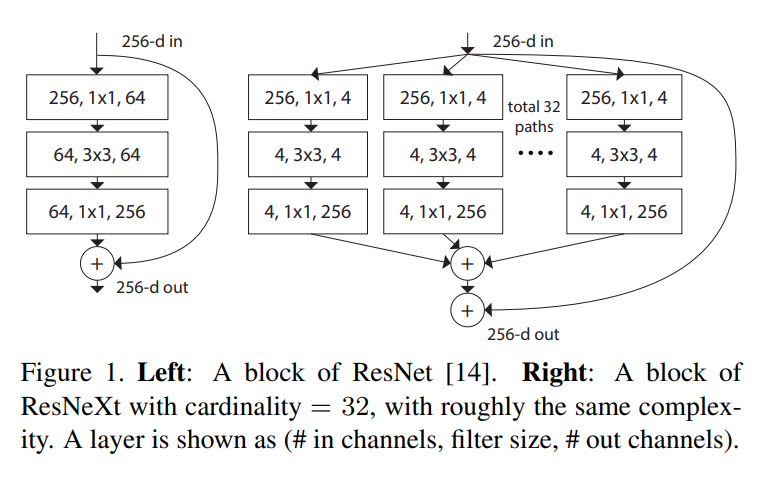 256-d in
256, 1x1, 64
64, 3x3, 64
64, 1x1, 256
+
256-d out
256-d in
256, 1x1, 4
256, 1x1, 4
total 32
paths
....
256, 1x1, 4
4, 3x3, 4
4, 3x3, 4
4, 3x3, 4
4, 1x1, 256
4, 1x1, 256
4, 1x1, 256
+
+
256-d out
Figure 1. Left: A block of ResNet [14]. Right: A block of
ResNeXt with cardinality = 32, with roughly the same complex-
ity. A layer is shown as (# in channels, filter size, # out channels).